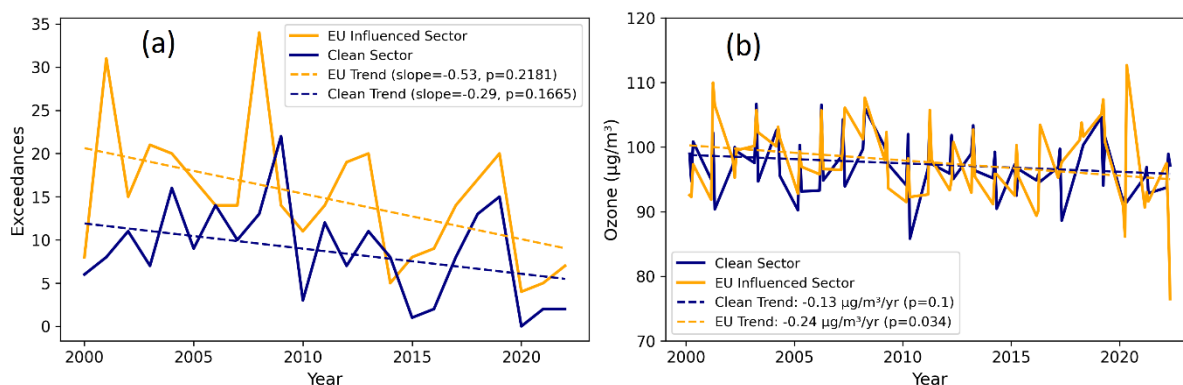 (a)
35
30
25
20
15
10
5
0
Exceedances
2000 2005 2010 2015 2020
Year
EU Influenced Sector
Clean Sector
EU Trend (slope=-0.53, p=0.2181)
Clean Trend (slope=-0.29, p=0.1665)
(b)
120
110
100
90
80
70
Ozone (µg/m³)
2000 2005 2010 2015 2020
Year
Clean Sector
EU Influenced Sector
Clean Trend: -0.13 µg/m³/yr (p=0.1)
EU Trend: -0.24 µg/m³/yr (p=0.034)